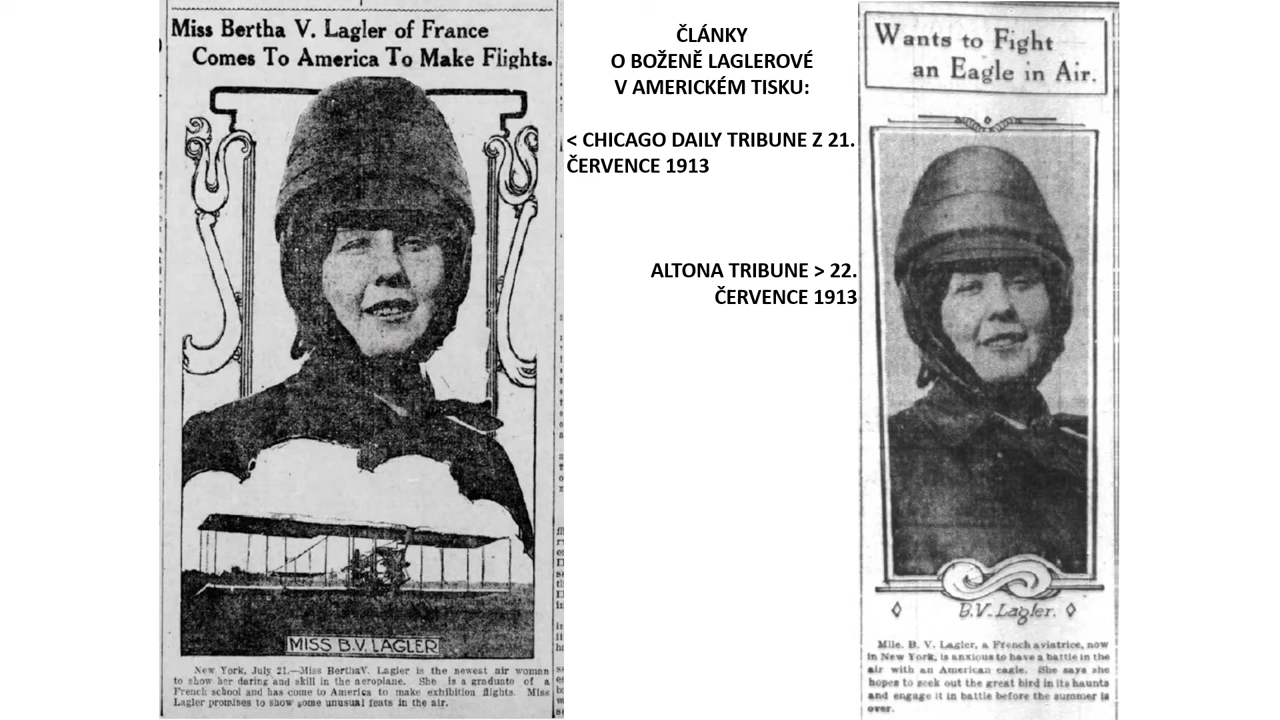 Miss Bertha V. Lagler of France
Comes To America To Make Flights.
MISS B.V. LAGLER
New York, July 21.—Miss BerthaV. Lagler is the newest air woman
to show her daring and skill in the aeroplane. She is a graduate of a
French school and has come to America to make exhibition flights. Miss
Lagler promises to show some unusual feats in the air.
ČLÁNKY
O BOŽENĚ LAGLEROVÉ
V AMERICKÉM TISKU:
< CHICAGO DAILY TRIBUNE Z 21.
ČERVENCE 1913
ALTONA TRIBUNE > 22.
ČERVENCE 1913
Wants to Fight
an Eagle in Air.
B.V. Lagler.
Mlle. B. V. Lagler, a French aviatrice, now
in New York, is anxious to have a battle in the
air with an American eagle. She says she
hopes to seek out the great bird in its haunts
and engage it in battle before the summer is
over.